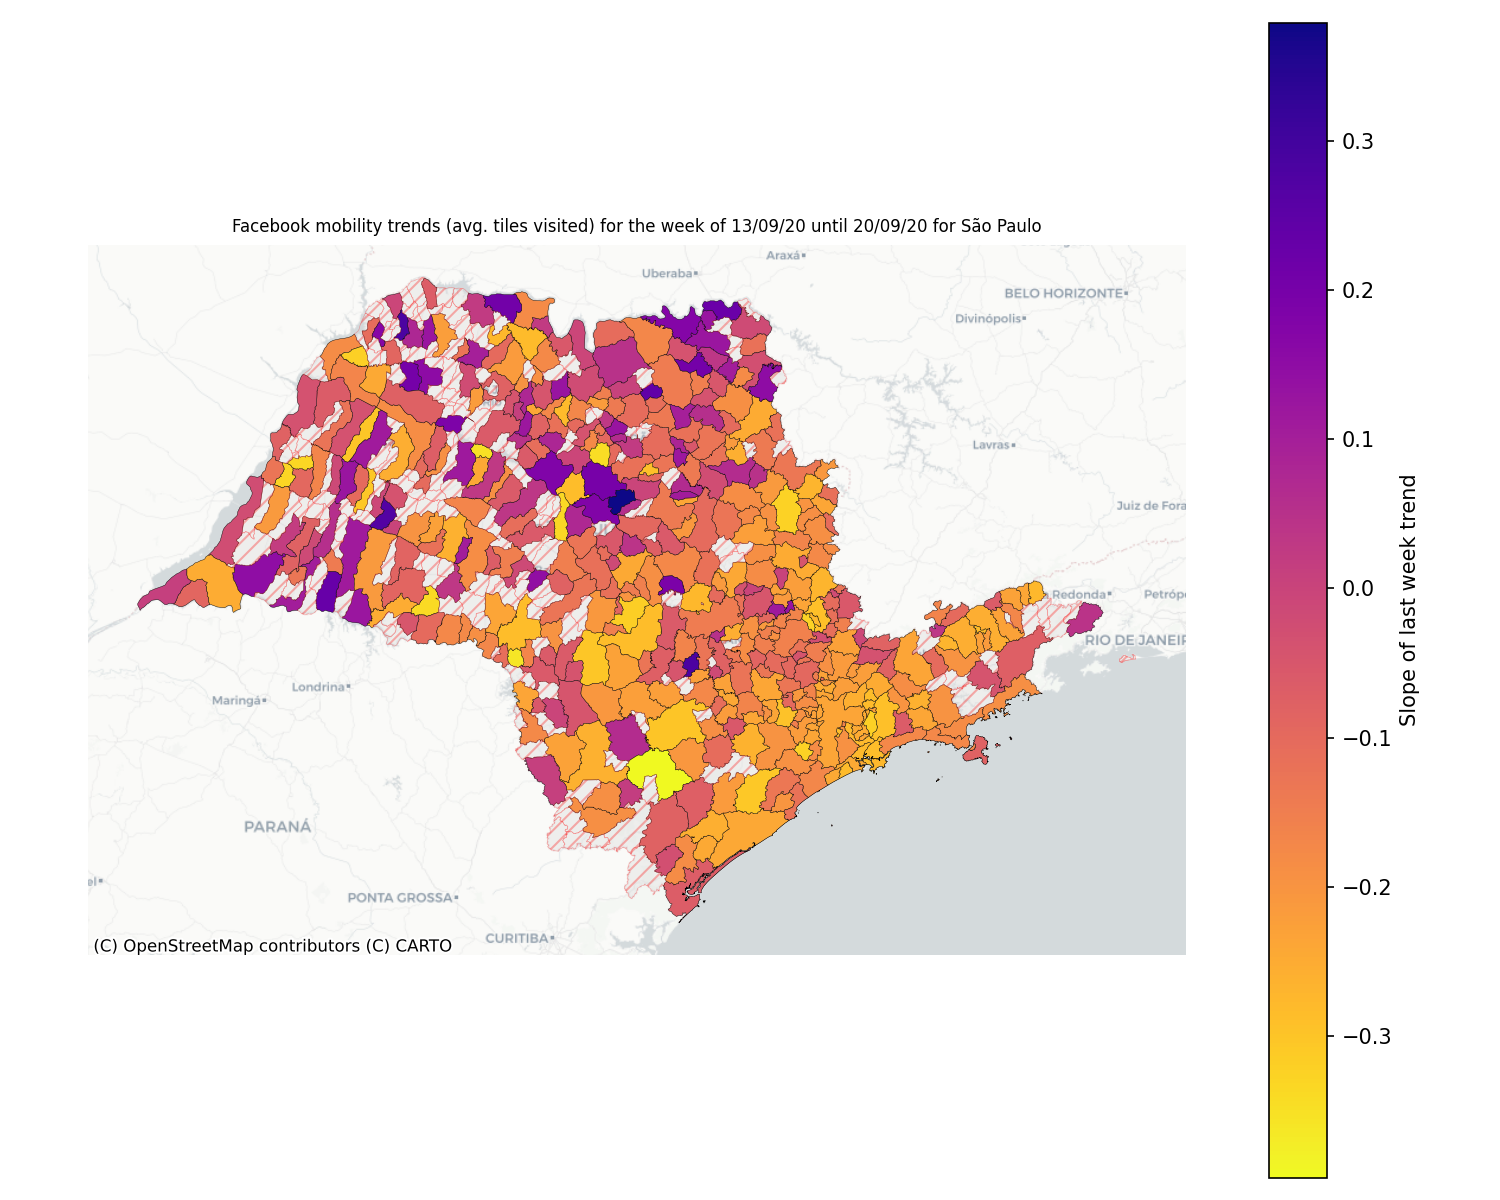 Facebook mobility trends (avg. tiles visited) for the week of 13/09/20 until 20/09/20 for São Paulo
Araxá
Uberaba
BELO HORIZONTE
Divinópolis
Lavras
Juiz de Fora
Redonda
Petróp
RIO DE JANEIR
Londrina
Maringá
PARANÁ
el
PONTA GROSSA
CURITIBA
(C) OpenStreetMap contributors (C) CARTO
0.3
0.2
0.1
0.0
−0.1
−0.2
−0.3
Slope of last week trend